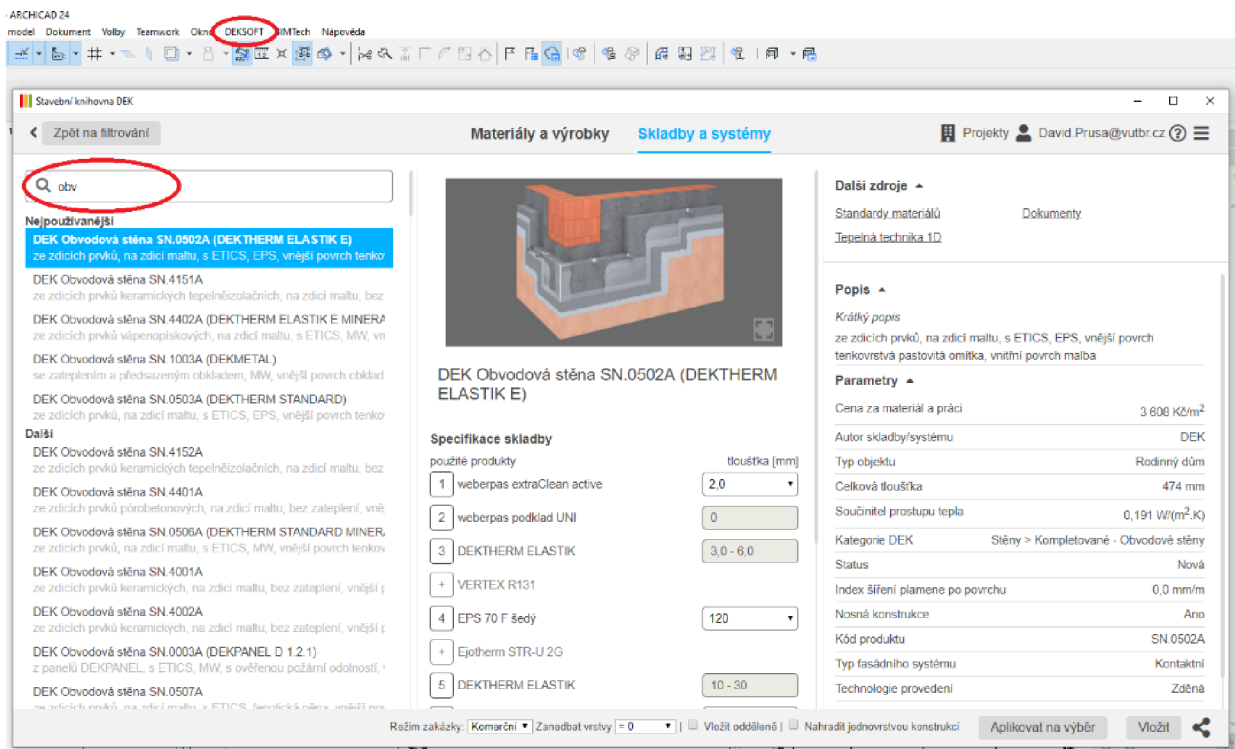 ARCHICAD 24
model Dokument Volby Teamwork Okno DEKSOFT BIMTech Nápověda
Stavební knihovna DEK
Zpět na filtrování
Materiály a výrobky Skladby a systémy
Projekty David.Prusa@vutbr.cz
obv
Nejpoužívanější
DEK Obvodová stěna SN.0502A (DEKTHERM ELASTIK E)
ze zdicích prvků, na zdicí maltu, s ETICS, EPS, vnější povrch tenkov
DEK Obvodová stěna SN.4151A
ze zdicích prvků keramických tepelněizolačních, na zdicí maltu, bez
DEK Obvodová stěna SN.4402A (DEKTHERM ELASTIK E MINERA
ze zdicích prvků vápenopískových, na zdicí maltu, s ETICS, MW, vn
DEK Obvodová stěna SN.1003A (DEKMETAL)
se zateplením a předsazeným obkladem, MW, vnější povrch obklad
DEK Obvodová stěna SN.0503A (DEKTHERM STANDARD)
ze zdicích prvků, na zdicí maltu, s ETICS, EPS, vnější povrch tenkov
Další
DEK Obvodová stěna SN.4152A
ze zdicích prvků keramických tepelněizolačních, na zdicí maltu, bez
DEK Obvodová stěna SN.4401A
ze zdicích prvků pórobetonových, na zdicí maltu, bez zateplení, vně
DEK Obvodová stěna SN.0506A (DEKTHERM STANDARD MINER
ze zdicích prvků, na zdicí maltu, s ETICS, MW, vnější povrch tenkov
DEK Obvodová stěna SN.4001A
ze zdicích prvků keramických, na zdicí maltu, bez zateplení, vnější p
DEK Obvodová stěna SN.4002A
ze zdicích prvků keramických, na zdicí maltu, bez zateplení, vnější p
DEK Obvodová stěna SN.0003A (DEKPANEL D 1.2.1)
z panelů DEKPANEL, s ETICS, MW, s ověřenou požární odolností,
DEK Obvodová stěna SN.0507A
ze zdicích prvků, na zdicí maltu, s ETICS, fenolická pěna, vnější pov
DEK Obvodová stěna SN.0502A (DEKTHERM
ELASTIK E)
Specifikace skladby
použité produkty tloušťka [mm]
1 weberpas extraClean active 2,0
2 weberpas podklad UNI 0
3 DEKTHERM ELASTIK 3,0 - 6,0
+ VERTEX R131
4 EPS 70 F šedý 120
+ Ejotherm STR-U 2G
5 DEKTHERM ELASTIK 10 - 30
Další zdroje
Standardy materiálů Dokumenty
Tepelná technika 1D
Popis
Krátký popis
ze zdicích prvků, na zdicí maltu, s ETICS, EPS, vnější povrch
tenkovrstvá pastovitá omítka, vnitřní povrch malba
Parametry
Cena za materiál a práci 3 608 Kč/m²
Autor skladby/systému DEK
Typ objektu Rodinný dům
Celková tloušťka 474 mm
Součinitel prostupu tepla 0,191 W/(m².K)
Kategorie DEK Stěny > Kompletované - Obvodové stěny
Status Nová
Index šíření plamene po povrchu 0,0 mm/m
Nosná konstrukce Ano
Kód produktu SN.0502A
Typ fasádního systému Kontaktní
Technologie provedení Zděná
Režim zakázky: Komerční Zanedbat vrstvy = 0 | Vložit odděleně | Nahradit jednovrstvou konstrukcí Aplikovat na výběr Vložit